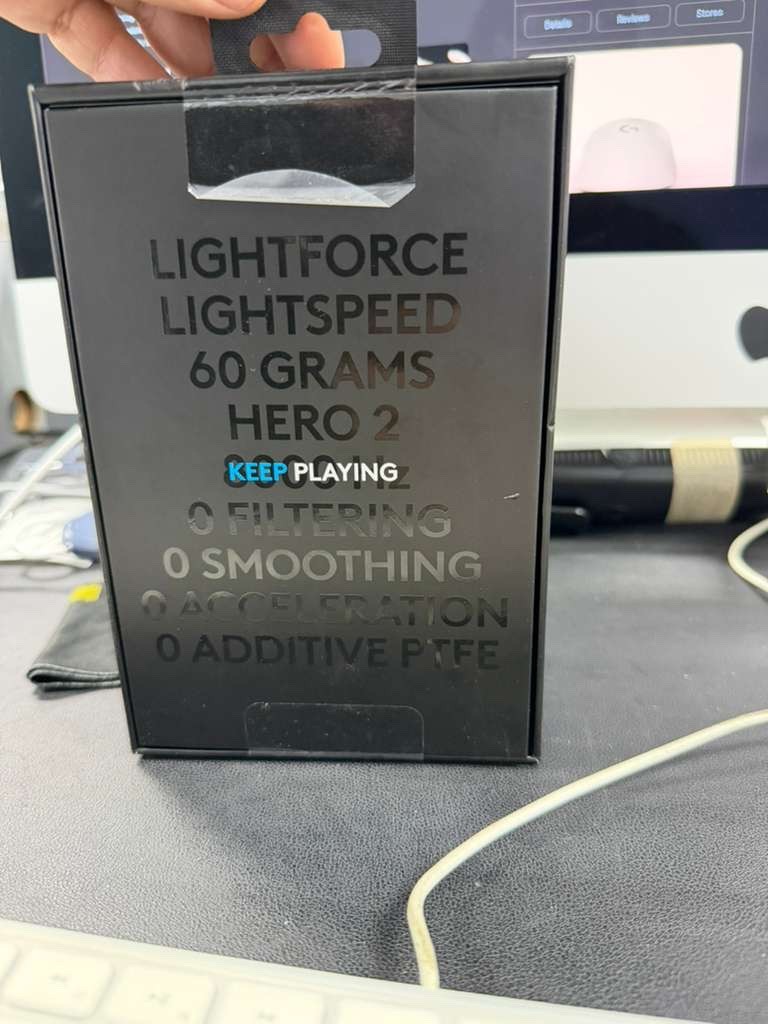 Details
Reviews
Stores
LIGHTFORCE
LIGHTSPEED
60 GRAMS
HERO 2
KEEP PLAYING
0 FILTERING
0 SMOOTHING
0 ACCELERATION
0 ADDITIVE PTFE